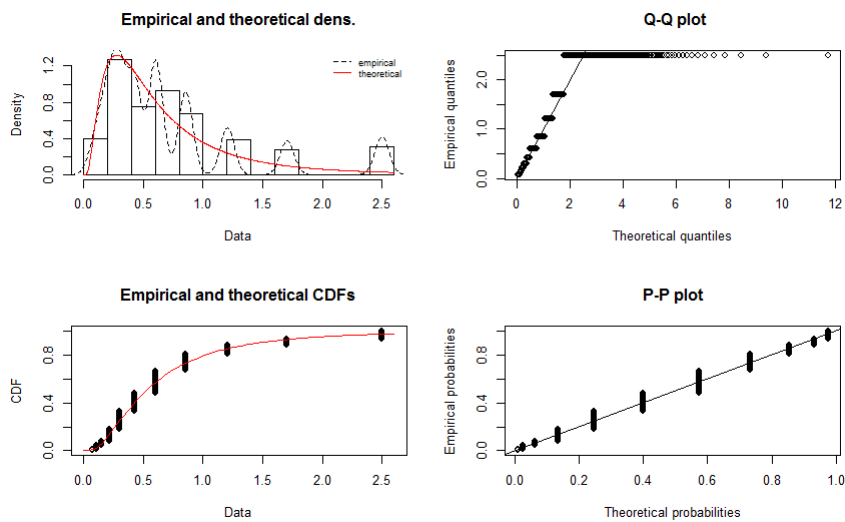 Empirical and theoretical dens.
Density
0.0 0.4 0.8 1.2
empirical
theoretical
0.0 0.5 1.0 1.5 2.0 2.5
Data
Q-Q plot
Empirical quantiles
0.0 1.0 2.0
0 2 4 6 8 10 12
Theoretical quantiles
Empirical and theoretical CDFs
CDF
0.0 0.4 0.8
0.0 0.5 1.0 1.5 2.0 2.5
Data
P-P plot
Empirical probabilities
0.0 0.4 0.8
0.0 0.2 0.4 0.6 0.8 1.0
Theoretical probabilities